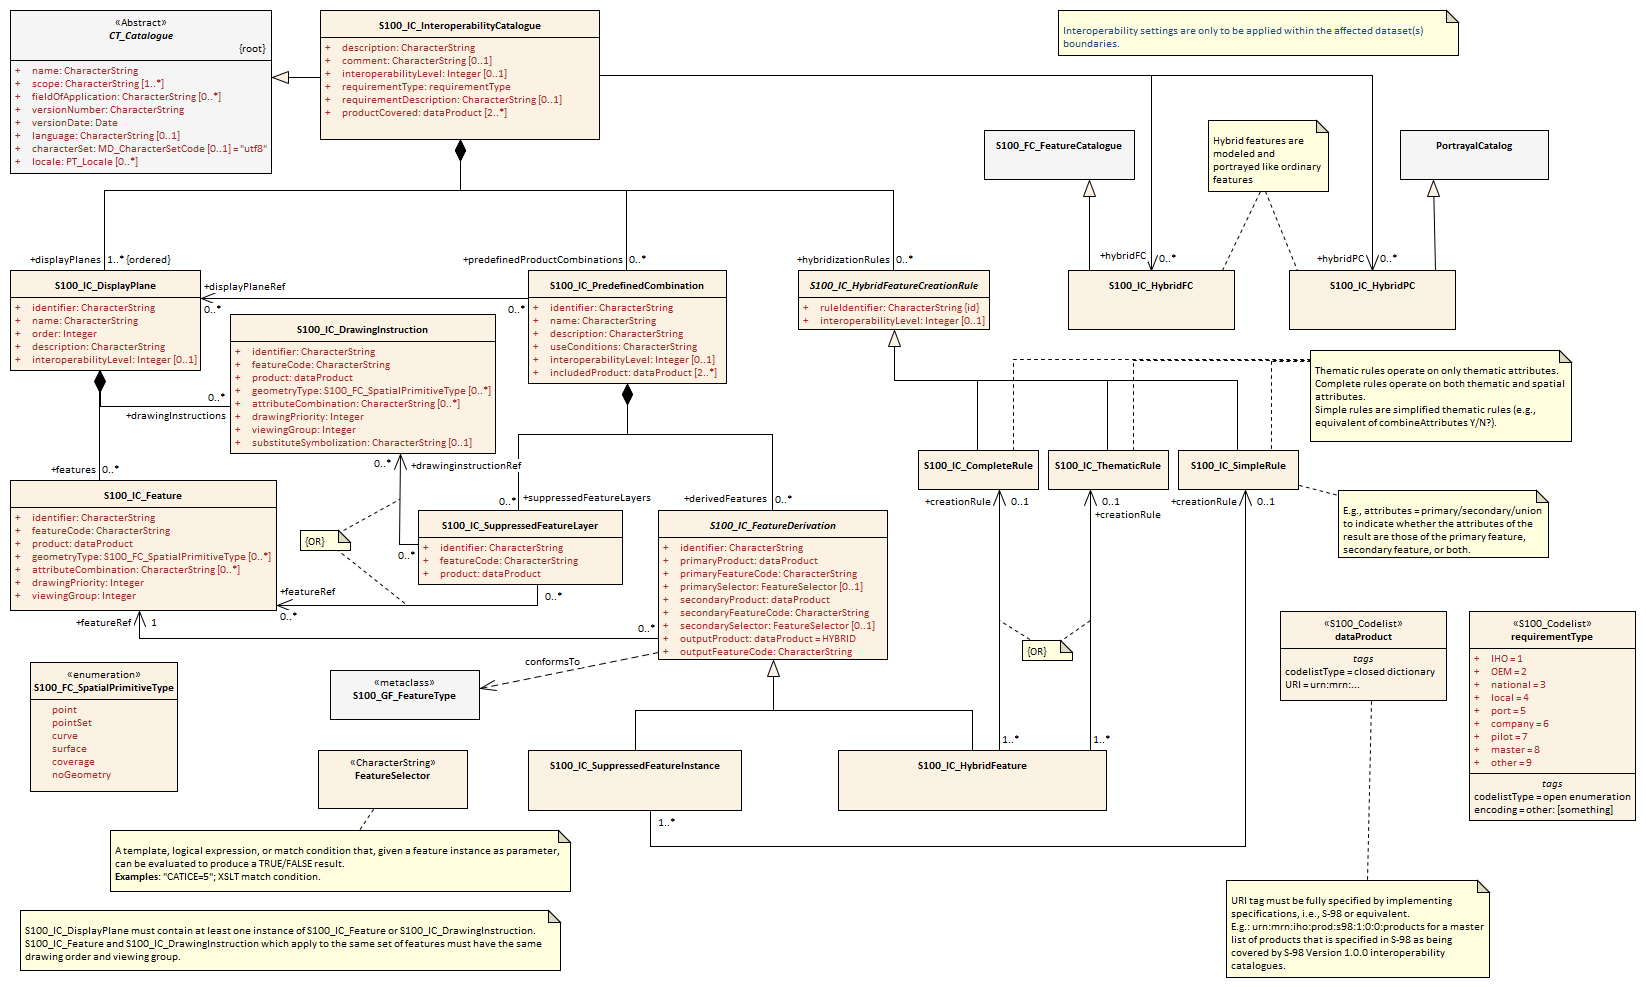 «Abstract»
CT_Catalogue
{root}
+ name: CharacterString
+ scope: CharacterString [1..*]
+ fieldOfApplication: CharacterString [0..*]
+ versionNumber: CharacterString
+ versionDate: Date
+ language: CharacterString [0..1]
+ characterSet: MD_CharacterSetCode [0..1] = "utf8"
+ locale: PT_Locale [0..*]
S100_IC_InteroperabilityCatalogue
+ description: CharacterString
+ comment: CharacterString [0..1]
+ interoperabilityLevel: Integer [0..1]
+ requirementType: requirementType
+ requirementDescription: CharacterString [0..1]
+ productCovered: dataProduct [2..*]
Interoperability settings are only to be applied within the affected dataset(s)
boundaries.
S100_FC_FeatureCatalogue
Hybrid features are
modeled and
portrayed like ordinary
features
PortrayalCatalog
+displayPlanes 1..* {ordered}
+predefinedProductCombinations 0..*
+hybridizationRules 0..*
+hybridFC 0..*
+hybridPC 0..*
S100_IC_DisplayPlane
+ identifier: CharacterString
+ name: CharacterString
+ order: Integer
+ description: CharacterString
+ interoperabilityLevel: Integer [0..1]
+displayPlaneRef
0..*
0..*
S100_IC_PredefinedCombination
+ identifier: CharacterString
+ name: CharacterString
+ description: CharacterString
+ useConditions: CharacterString
+ interoperabilityLevel: Integer [0..1]
+ includedProduct: dataProduct [2..*]
S100_IC_HybridFeatureCreationRule
+ ruleIdentifier: CharacterString {id}
+ interoperabilityLevel: Integer [0..1]
S100_IC_HybridFC
S100_IC_HybridPC
S100_IC_DrawingInstruction
+ identifier: CharacterString
+ featureCode: CharacterString
+ product: dataProduct
+ geometryType: S100_FC_SpatialPrimitiveType [0..*]
+ attributeCombination: CharacterString [0..*]
+ drawingPriority: Integer
+ viewingGroup: Integer
+ substituteSymbolization: CharacterString [0..1]
0..*
+drawingInstructions
Thematic rules operate on only thematic attributes.
Complete rules operate on both thematic and spatial
attributes.
Simple rules are simplified thematic rules (e.g.,
equivalent of combineAttributes Y/N?).
+features 0..*
0..* +drawinginstructionRef
0..* +suppressedFeatureLayers
+derivedFeatures 0..*
S100_IC_CompleteRule
S100_IC_ThematicRule
S100_IC_SimpleRule
+creationRule 0..1
0..1
+creationRule
+creationRule 0..1
E.g., attributes = primary/secondary/union
to indicate whether the attributes of the
result are those of the primary feature,
secondary feature, or both.
S100_IC_Feature
+ identifier: CharacterString
+ featureCode: CharacterString
+ product: dataProduct
+ geometryType: S100_FC_SpatialPrimitiveType [0..*]
+ attributeCombination: CharacterString [0..*]
+ drawingPriority: Integer
+ viewingGroup: Integer
{OR}
0..*
S100_IC_SuppressedFeatureLayer
+ identifier: CharacterString
+ featureCode: CharacterString
+ product: dataProduct
S100_IC_FeatureDerivation
+ identifier: CharacterString
+ primaryProduct: dataProduct
+ primaryFeatureCode: CharacterString
+ primarySelector: FeatureSelector [0..1]
+ secondaryProduct: dataProduct
+ secondaryFeatureCode: CharacterString
+ secondarySelector: FeatureSelector [0..1]
+ outputProduct: dataProduct = HYBRID
+ outputFeatureCode: CharacterString
+featureRef
0..*
0..*
+featureRef 1
0..*
{OR}
conformsTo
«metaclass»
S100_GF_FeatureType
«enumeration»
S100_FC_SpatialPrimitiveType
point
pointSet
curve
surface
coverage
noGeometry
«CharacterString»
FeatureSelector
«S100_Codelist»
dataProduct
tags
codelistType = closed dictionary
URI = urn:mrn:...
«S100_Codelist»
requirementType
+ IHO = 1
+ OEM = 2
+ national = 3
+ local = 4
+ port = 5
+ company = 6
+ pilot = 7
+ master = 8
+ other = 9
tags
codelistType = open enumeration
encoding = other: [something]
1..*
1..*
S100_IC_SuppressedFeatureInstance
S100_IC_HybridFeature
1..*
A template, logical expression, or match condition that, given a feature instance as parameter,
can be evaluated to produce a TRUE/FALSE result.
Examples: "CATICE=5"; XSLT match condition.
S100_IC_DisplayPlane must contain at least one instance of S100_IC_Feature or S100_IC_DrawingInstruction.
S100_IC_Feature and S100_IC_DrawingInstruction which apply to the same set of features must have the same
drawing order and viewing group.
URI tag must be fully specified by implementing
specifications, i.e., S-98 or equivalent.
E.g.: urn:mrn:iho:prod:s98:1:0:0:products for a master
list of products that is specified in S-98 as being
covered by S-98 Version 1.0.0 interoperability
catalogues.